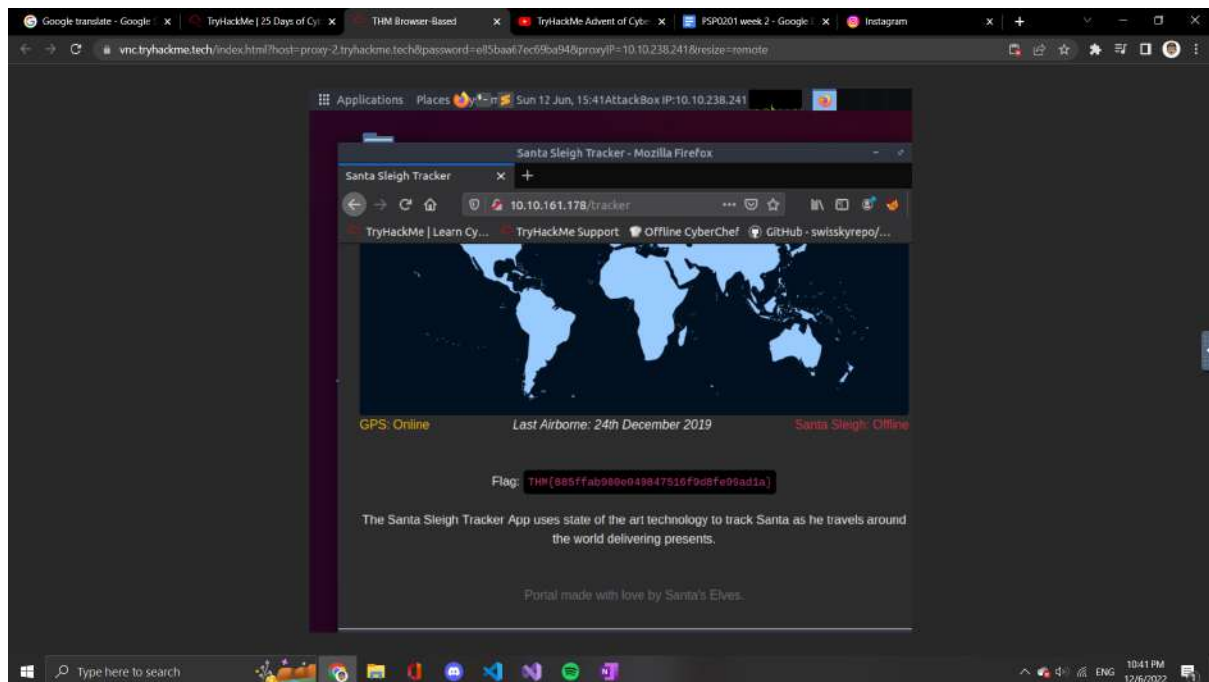 Google translate - Google
TryHackMe | 25 Days of Cy
THM Browser-Based
TryHackMe Advent of Cybe
PSP0201 week 2 - Google
Instagram
vnc.tryhackme.tech/index.html?host=proxy-2.tryhackme.tech&password=
&proxyIP=10.10.238.241&resize=remote
Applications Places Sun 12 Jun, 15:41 AttackBox IP:10.10.238.241
Santa Sleigh Tracker - Mozilla Firefox
Santa Sleigh Tracker
10.10.161.178/tracker
TryHackMe | Learn Cy... TryHackMe Support Offline CyberChef GitHub - swisskyrepo/...
GPS: Online Last Airborne: 24th December 2019 Santa Sleigh: Offline
Flag:
The Santa Sleigh Tracker App uses state of the art technology to track Santa as he travels around
the world delivering presents.
Portal made with love by Santa's Elves.
Type here to search
ENG
10:41 PM
12/6/2022